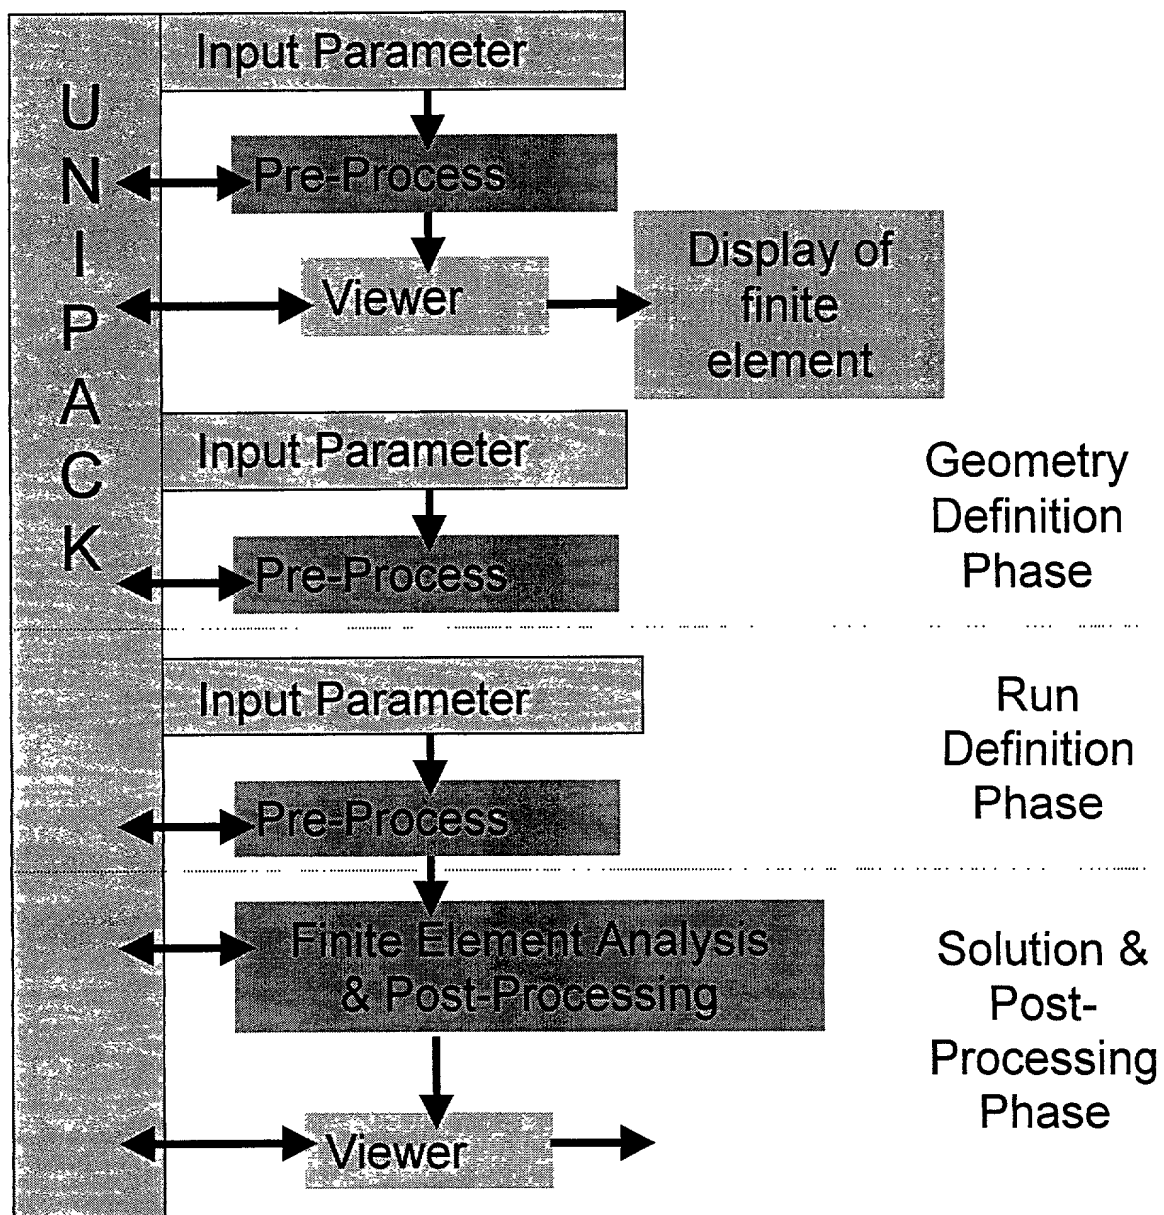 UNIPACK
Input Parameter
Pre-Process
Viewer
Display of
finite
element
Input Parameter
Pre-Process
Geometry
Definition
Phase
Input Parameter
Pre-Process
Run
Definition
Phase
Finite Element Analysis
& Post-Processing
Solution &
Post-
Processing
Phase
Viewer